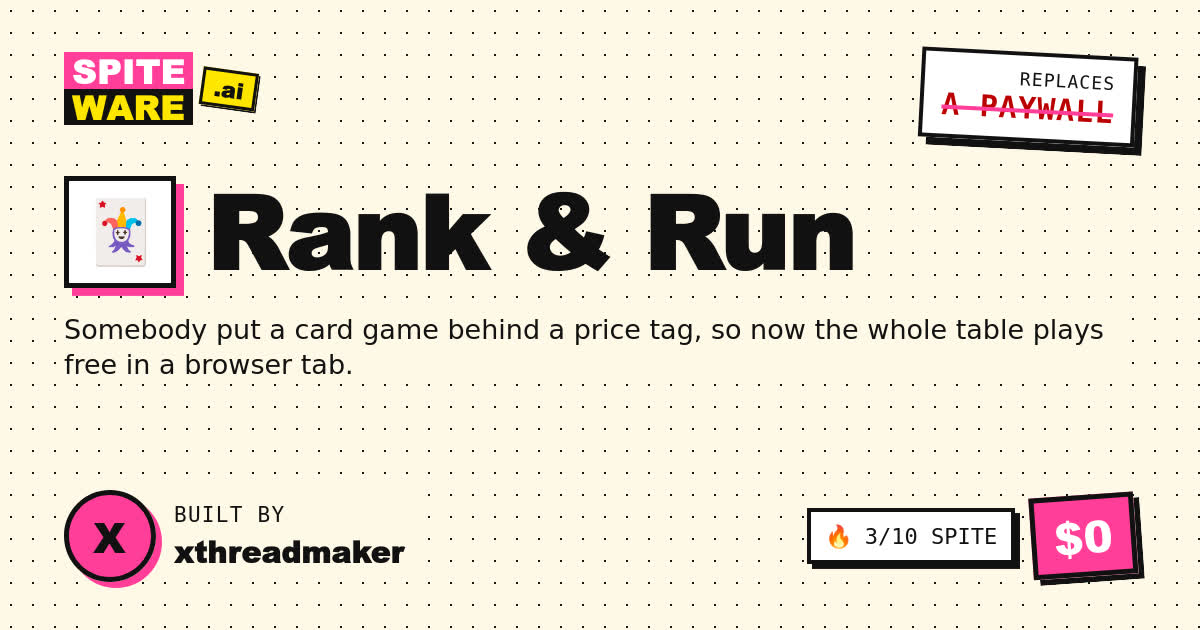 SPITE
WARE
.ai
REPLACES
A PAYWALL
Rank & Run
Somebody put a card game behind a price tag, so now the whole table plays
free in a browser tab.
X
BUILT BY
xthreadmaker
🔥 3/10 SPITE
$0